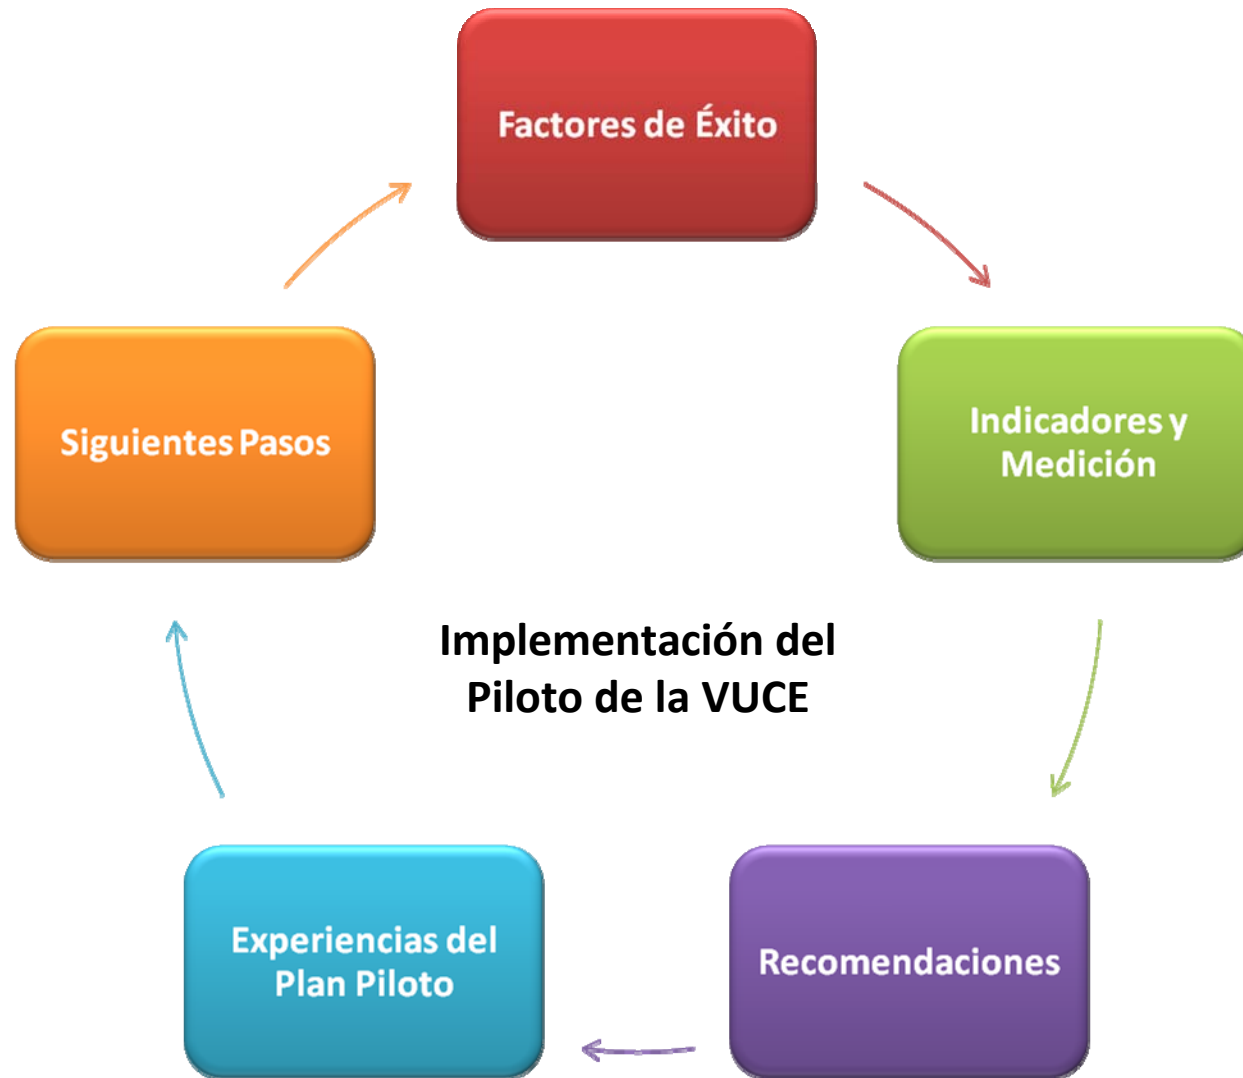 Factores de Éxito
Indicadores y
Medición
Siguientes Pasos
Implementación del
Piloto de la VUCE
Experiencias del
Plan Piloto
Recomendaciones